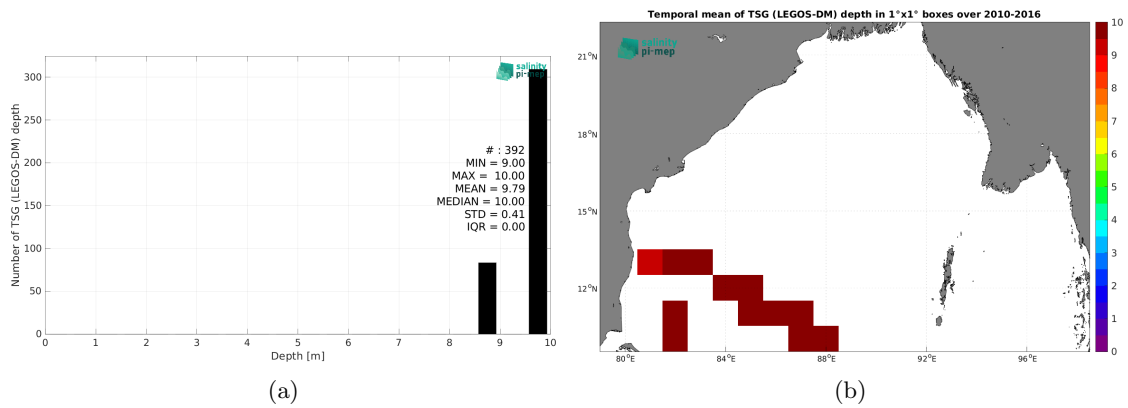 Number of TSG (LEGOS-DM) depth
300
250
200
150
100
50
0
0 1 2 3 4 5 6 7 8 9 10
Depth [m]
salinity
pi-mep
# : 392
MIN = 9.00
MAX = 10.00
MEAN = 9.79
MEDIAN = 10.00
STD = 0.41
IQR = 0.00
(a)
Temporal mean of TSG (LEGOS-DM) depth in 1°x1° boxes over 2010-2016
salinity
pi-mep
21°N
18°N
15°N
12°N
80°E 84°E 88°E 92°E 96°E
10
9
8
7
6
5
4
3
2
1
0
(b)